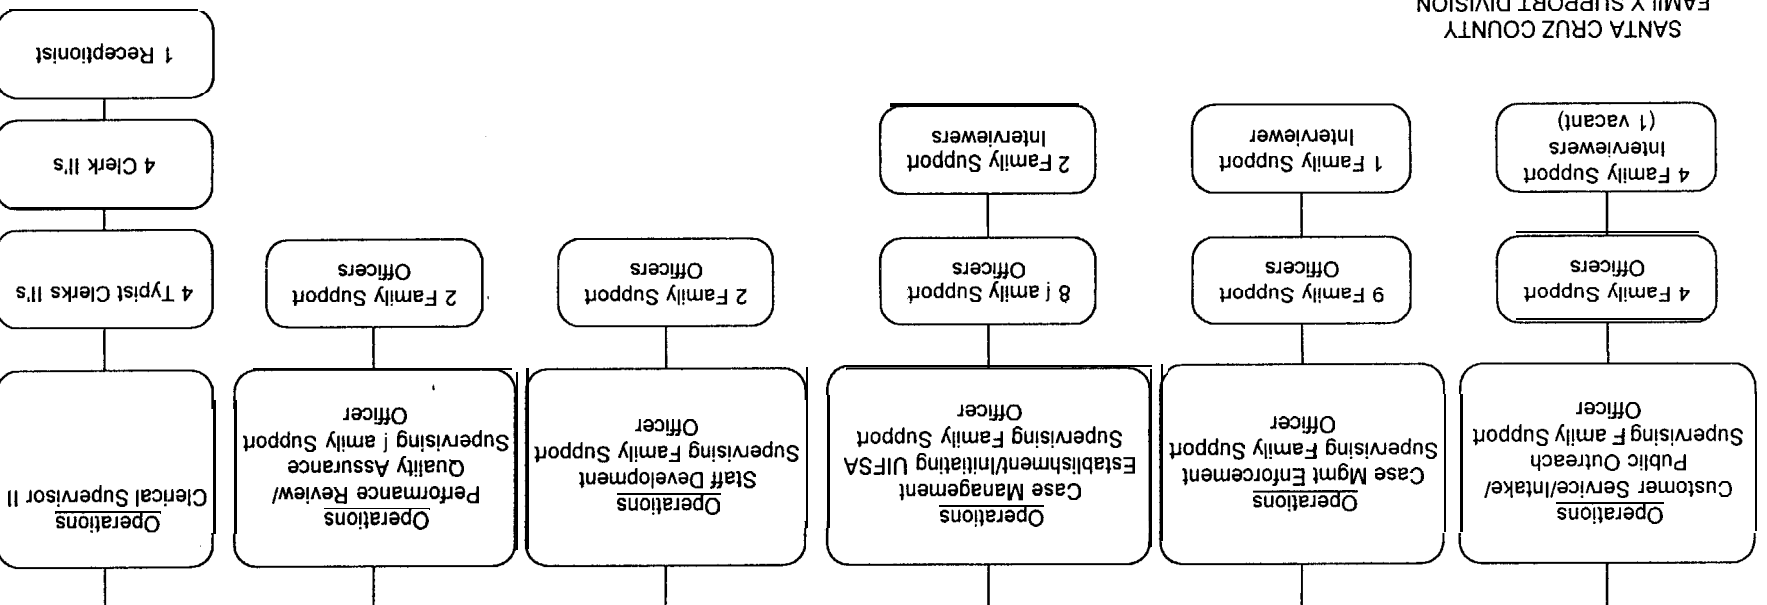 Operations
Customer Service/Intake/
Public Outreach
Supervising F amily Support
Officer
Operations
Case Mgmt Enforcement
Supervising Family Support
Officer
Operations
Case Management
Establishment/Initiating UIFSA
Supervising Family Support
Officer
Operations
Staff Development
Supervising Family Support
Officer
Operations
Performance Review/
Quality Assurance
Supervising F amily Support
Officer
Operations
Clerical Supervisor II
4 Family Support
Officers
9 Family Support
Officers
8 F amily Support
Officers
2 Family Support
Officers
2 Family Support
Officers
4 Typist Clerks II's
4 Family Support
Interviewers
(1 vacant)
1 Family Support
Interviewer
2 Family Support
Interviewers
4 Clerk II's
1 Receptionist
SANTA CRUZ COUNTY
FAMILY SUPPORT DIVISION